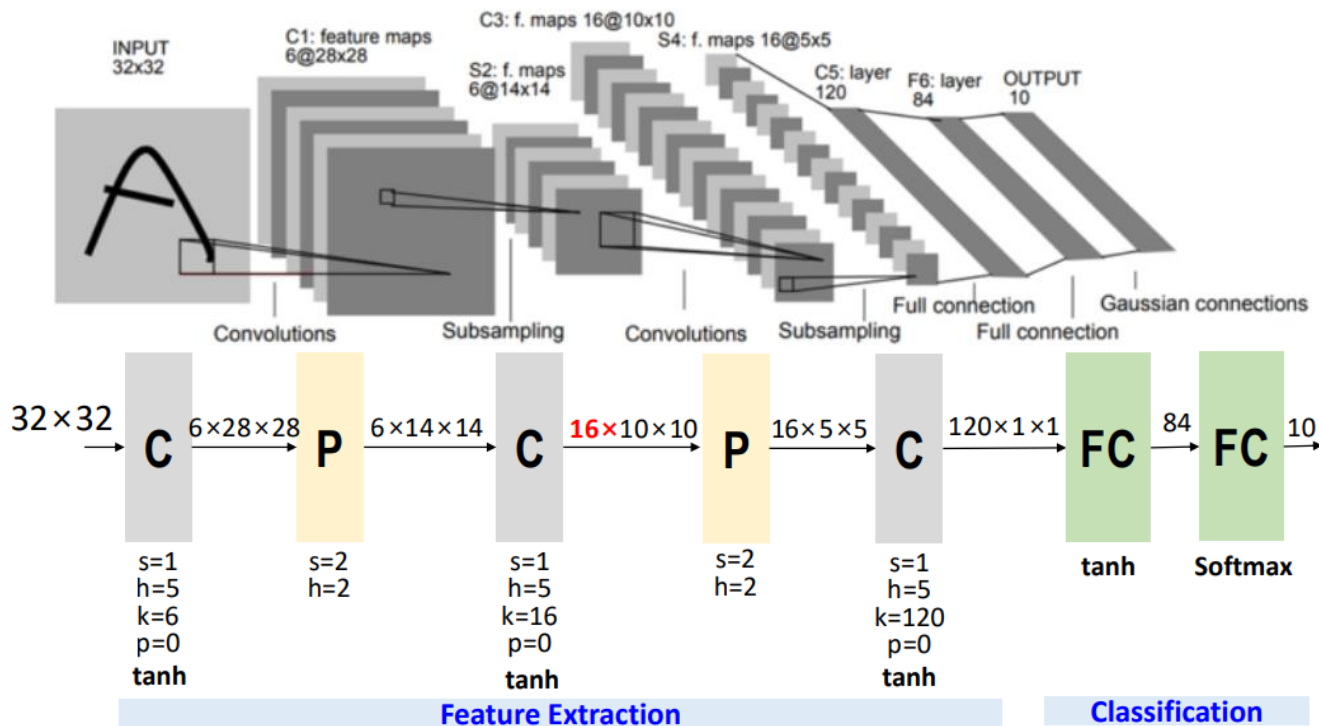 INPUT
32x32
C1: feature maps
6@28x28
S2: f. maps
6@14x14
C3: f. maps 16@10x10
S4: f. maps 16@5x5
C5: layer
120
F6: layer
84
OUTPUT
10
Convolutions
Subsampling
Convolutions
Subsampling
Full connection
Full connection
Gaussian connections
32×32
C
6×28×28
P
6×14×14
C
16×10×10
P
16×5×5
C
120×1×1
FC
84
FC
10
s=1
h=5
k=6
p=0
tanh
s=2
h=2
s=1
h=5
k=16
p=0
tanh
s=2
h=2
s=1
h=5
k=120
p=0
tanh
tanh
Softmax
Feature Extraction
Classification